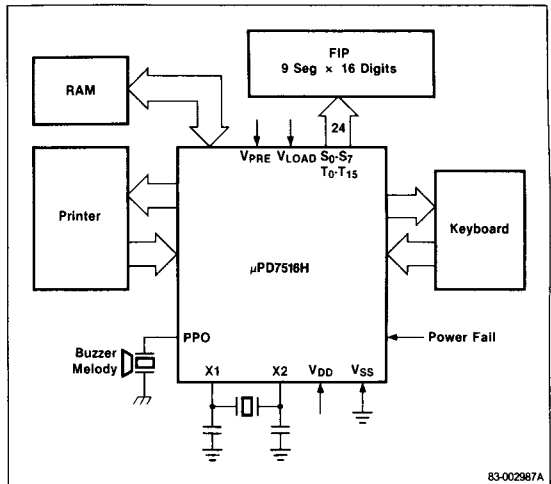 FIP
9 Seg × 16 Digits
RAM
24
VPRE VLOAD S0-S7
T0-T15
Printer
Keyboard
μPD7516H
PPO
Power Fail
Buzzer
Melody
X1 X2 VDD VSS
83-002987A